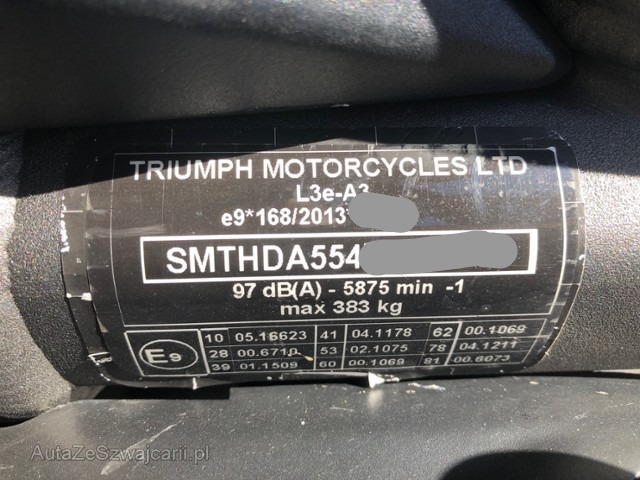 TRIUMPH MOTORCYCLES LTD
L3e-A3
e9*168/2013*
SMTHDA554
97 dB(A) - 5875 min -1
max 383 kg
E9
10 05.16623 41 04.1178 62 00.1069
28 00.6710 53 02.1075 78 04.1211
39 01.1509 60 00.1069 81 00.6073
AutaZeSzwajcarii.pl